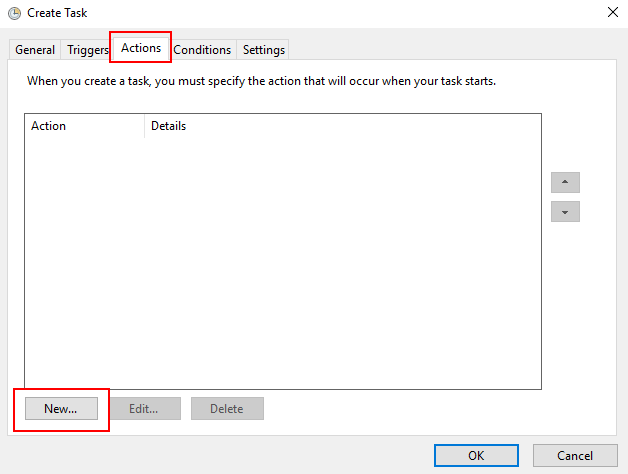 Create Task
General Triggers Actions Conditions Settings
When you create a task, you must specify the action that will occur when your task starts.
Action Details
New... Edit... Delete
OK Cancel